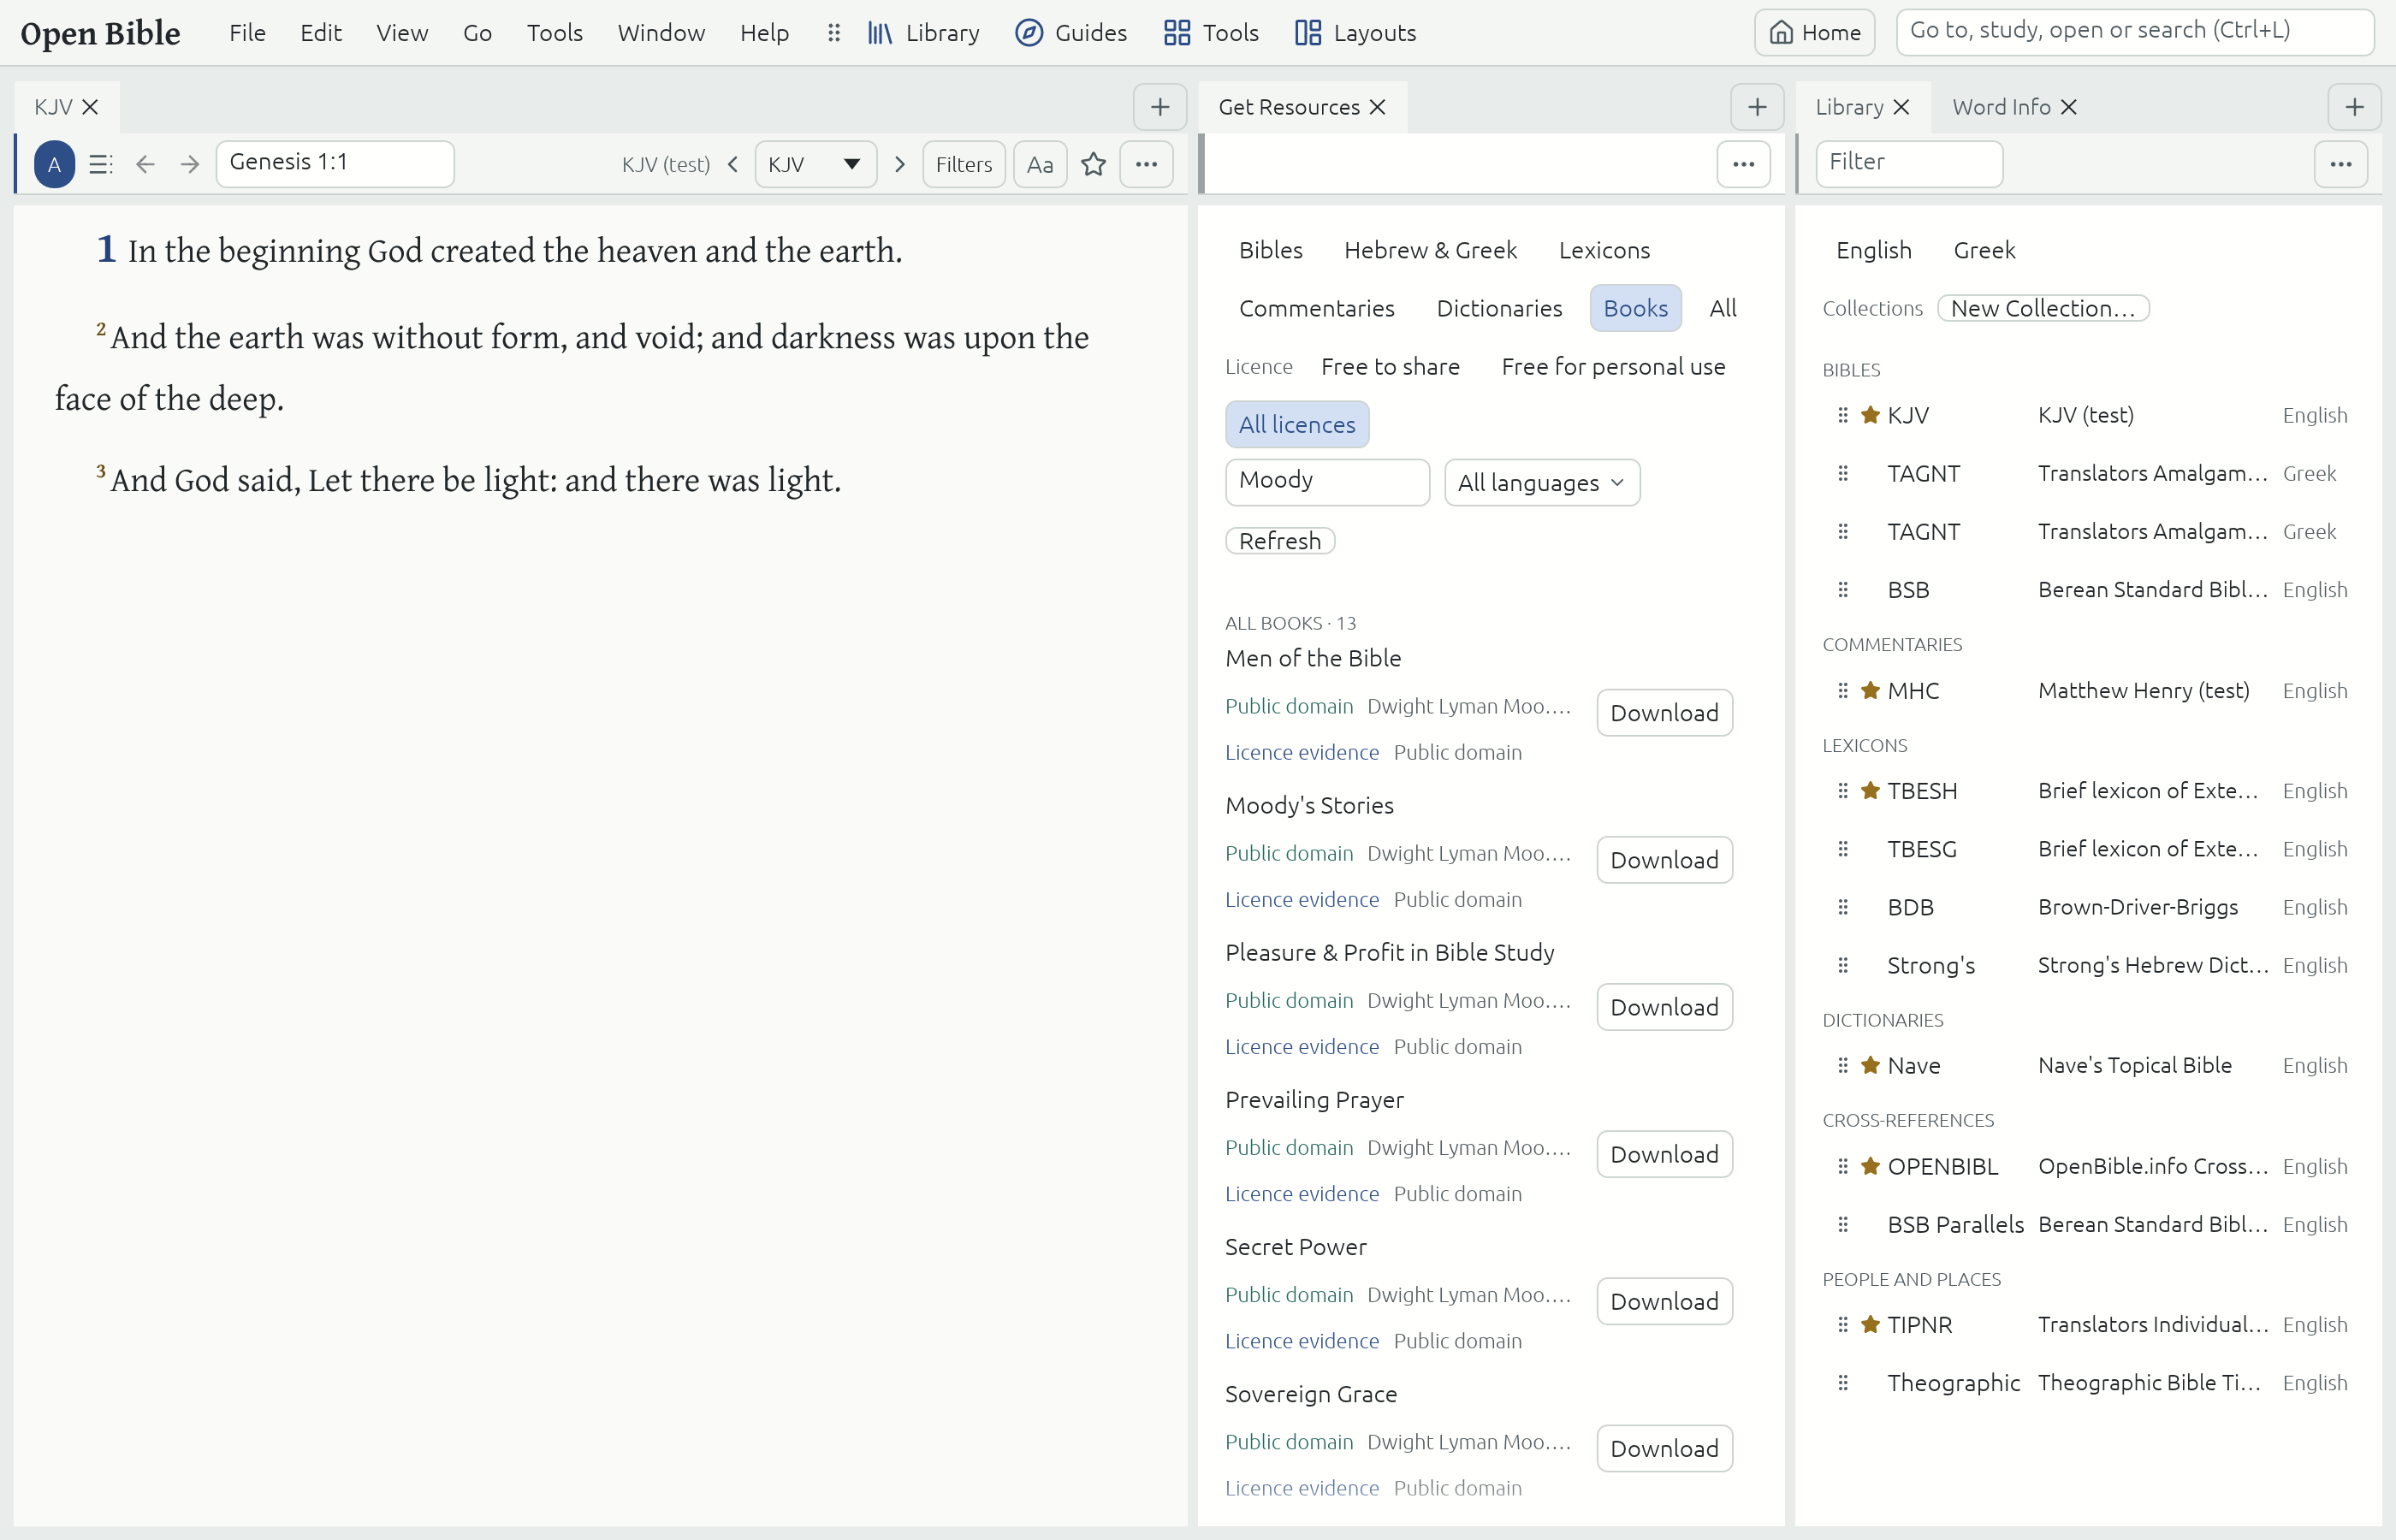 Open Bible File Edit View Go Tools Window Help Library Guides Tools Layouts Home Go to, study, open or search (Ctrl+L)
KJV
A Genesis 1:1 KJV (test) KJV Filters Aa
1 In the beginning God created the heaven and the earth.
2 And the earth was without form, and void; and darkness was upon the
face of the deep.
3 And God said, Let there be light: and there was light.
Get Resources
Bibles Hebrew & Greek Lexicons
Commentaries Dictionaries Books All
Licence Free to share Free for personal use
All licences
Moody All languages
Refresh
ALL BOOKS · 13
Men of the Bible
Public domain Dwight Lyman Moo.... Download
Licence evidence Public domain
Moody's Stories
Public domain Dwight Lyman Moo.... Download
Licence evidence Public domain
Pleasure & Profit in Bible Study
Public domain Dwight Lyman Moo.... Download
Licence evidence Public domain
Prevailing Prayer
Public domain Dwight Lyman Moo.... Download
Licence evidence Public domain
Secret Power
Public domain Dwight Lyman Moo.... Download
Licence evidence Public domain
Sovereign Grace
Public domain Dwight Lyman Moo.... Download
Licence evidence Public domain
Library Word Info
Filter
English Greek
Collections New Collection...
BIBLES
KJV KJV (test) English
TAGNT Translators Amalgam... Greek
TAGNT Translators Amalgam... Greek
BSB Berean Standard Bibl... English
COMMENTARIES
MHC Matthew Henry (test) English
LEXICONS
TBESH Brief lexicon of Exte... English
TBESG Brief lexicon of Exte... English
BDB Brown-Driver-Briggs English
Strong's Strong's Hebrew Dict... English
DICTIONARIES
Nave Nave's Topical Bible English
CROSS-REFERENCES
OPENBIBL OpenBible.info Cross... English
BSB Parallels Berean Standard Bibl... English
PEOPLE AND PLACES
TIPNR Translators Individual... English
Theographic Theographic Bible Ti... English